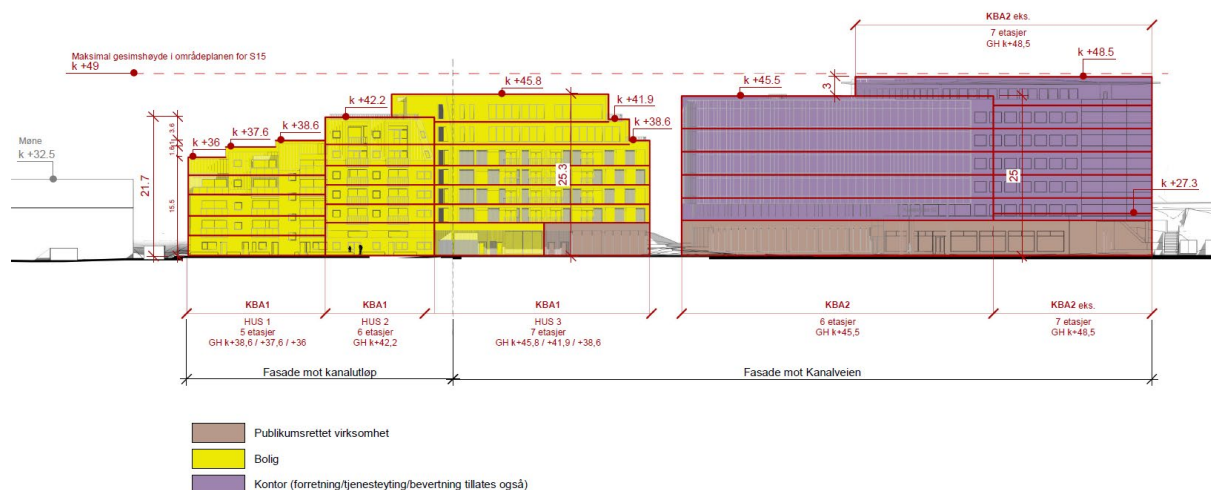 KBA2 eks.
7 etasjer
GH k+48,5
Maksimal gesimshøyde i områdeplanen for S15
k +49
k +48.5
k +45.8
k +45.5
3
k +42.2
k +41.9
k +38.6
k +38.6
k +37.6
k +36
Møne
k +32.5
3.6
1
1.6
15.5
21.7
25.3
25
k +27.3
KBA1
KBA1
KBA1
KBA2
KBA2 eks.
HUS 1
5 etasjer
GH k+38,6 / +37,6 / +36
HUS 2
6 etasjer
GH k+42,2
HUS 3
7 etasjer
GH k+45,8 / +41,9 / +38,6
6 etasjer
GH k+45,5
7 etasjer
GH k+48,5
Fasade mot kanalutløp
Fasade mot Kanalveien
Publikumsrettet virksomhet
Bolig
Kontor (forretning/tjenesteyting/bevertning tillates også)